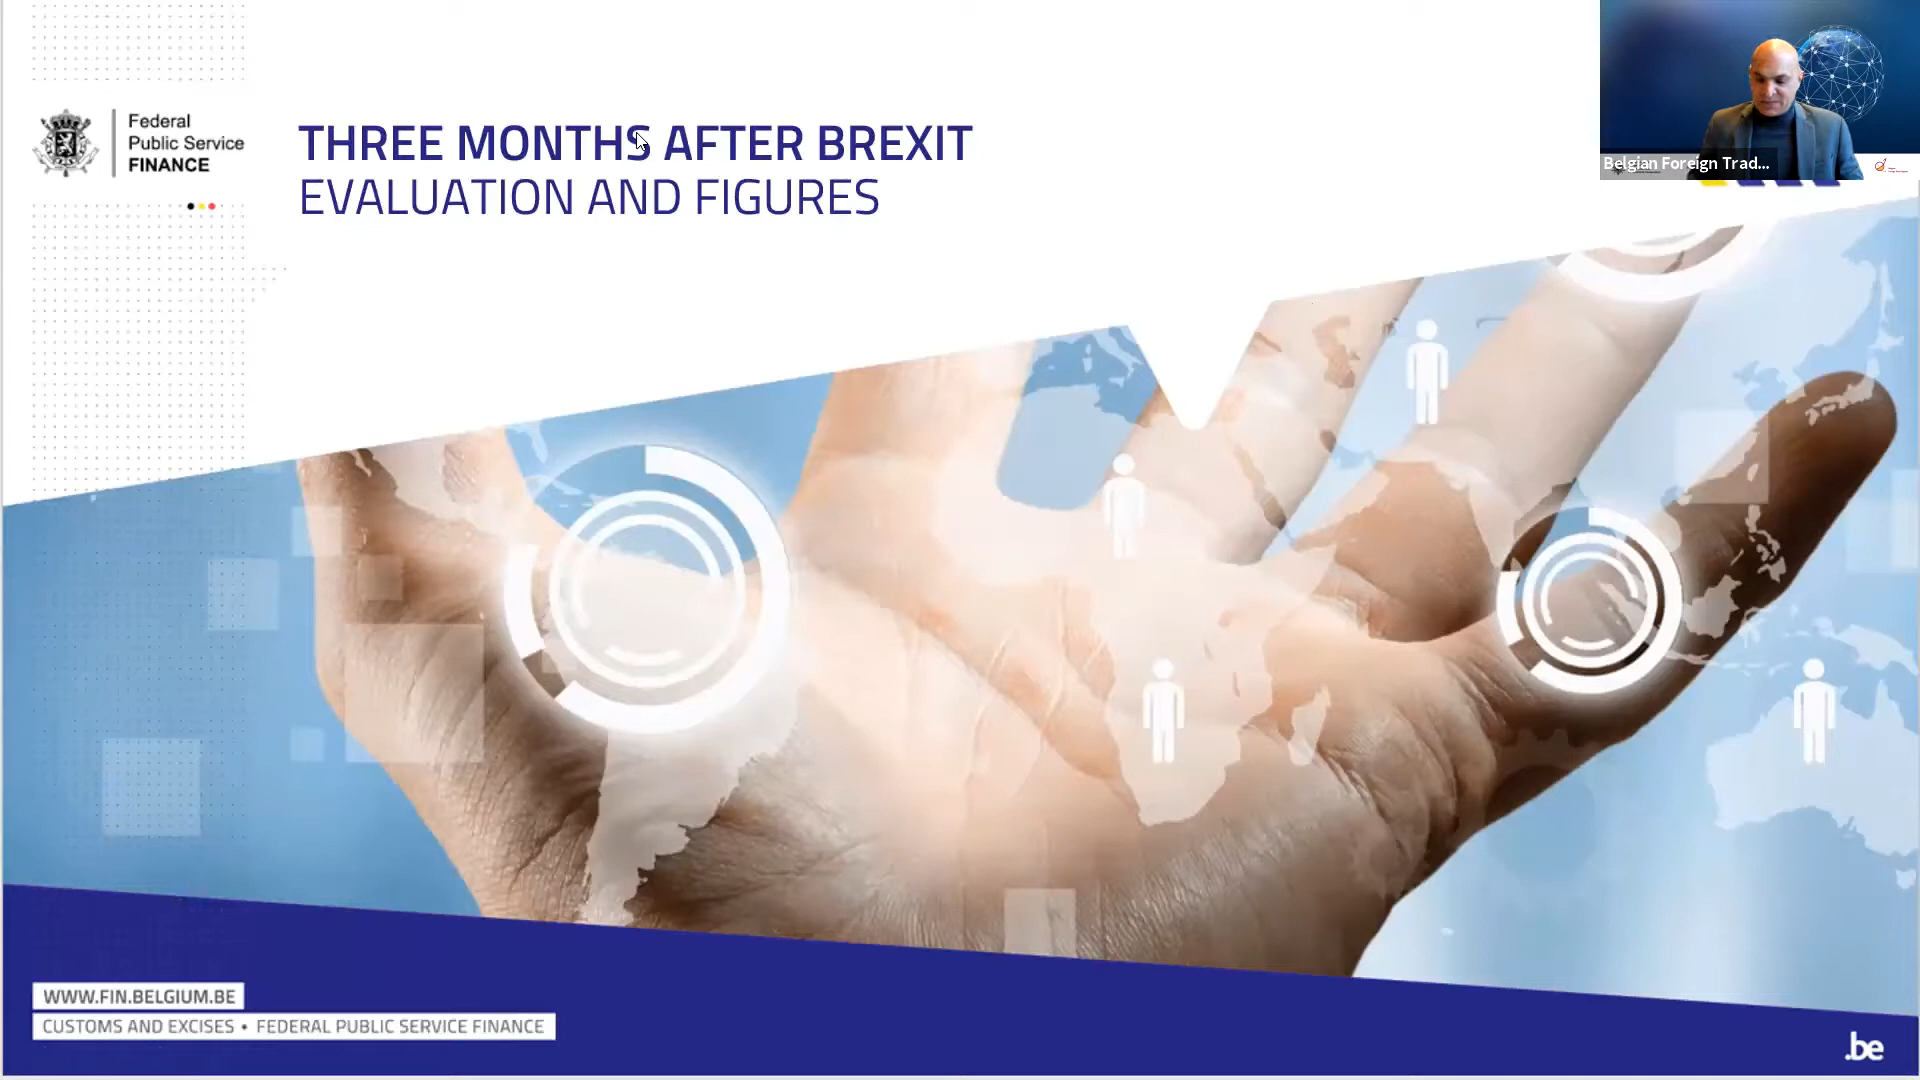 Federal
Public Service
FINANCE
THREE MONTHS AFTER BREXIT
EVALUATION AND FIGURES
Belgian Foreign Trad...
WWW.FIN.BELGIUM.BE
CUSTOMS AND EXCISES • FEDERAL PUBLIC SERVICE FINANCE
.be